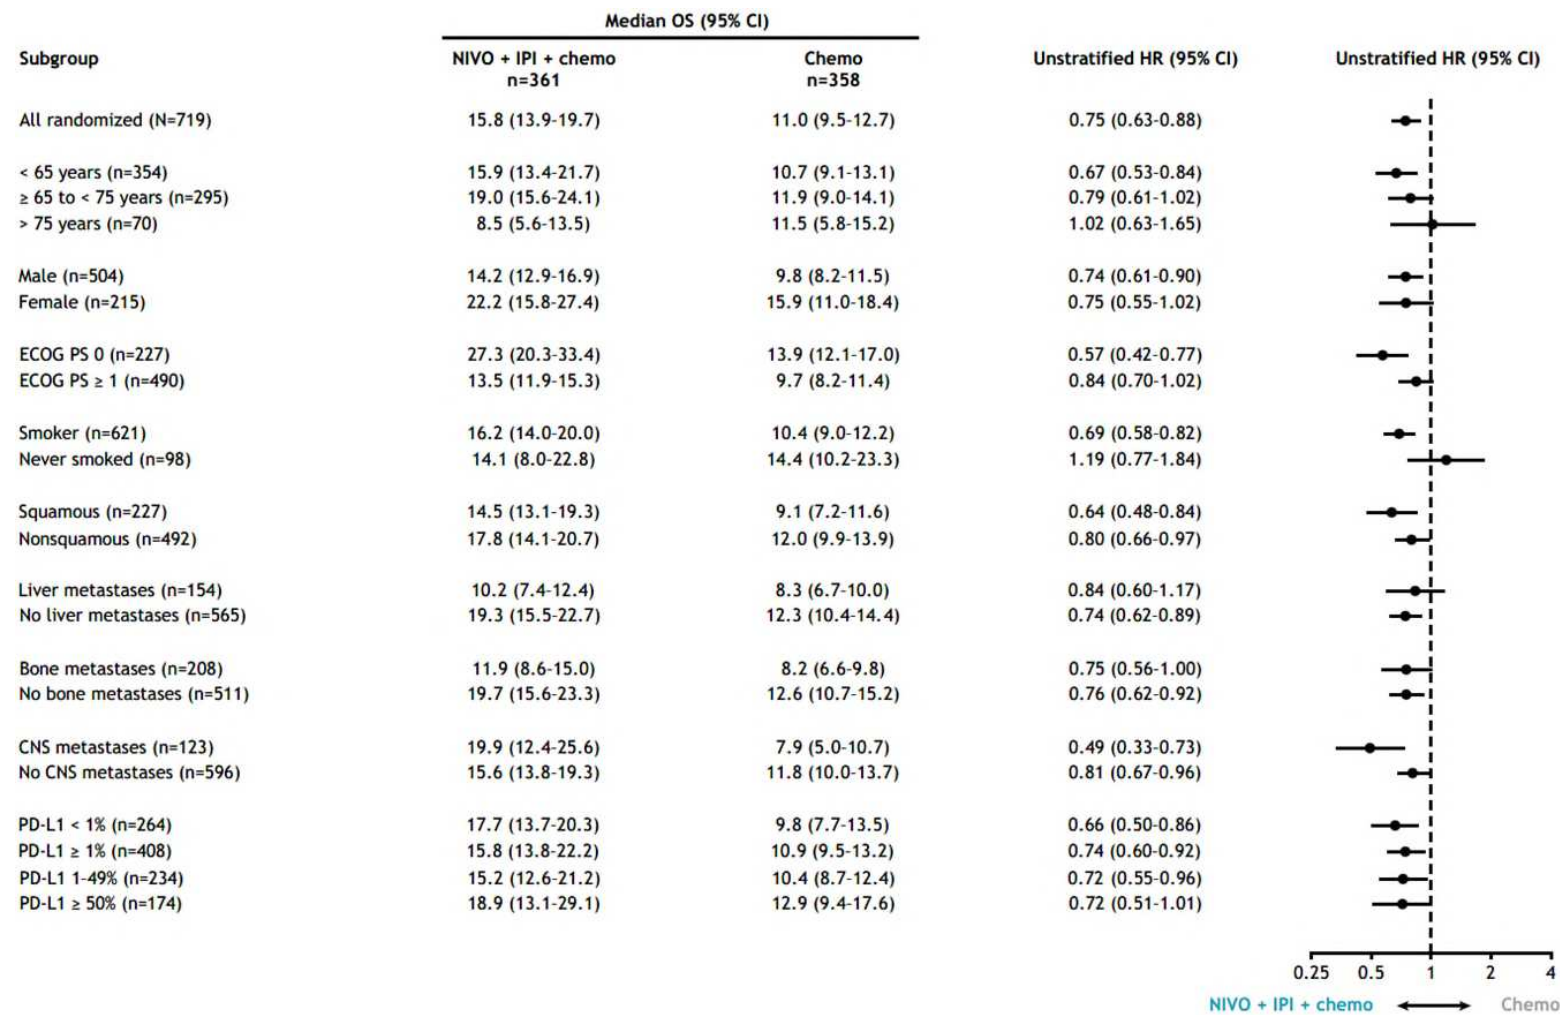 Median OS (95% CI)
Subgroup NIVO + IPI + chemo Chemo Unstratified HR (95% CI) Unstratified HR (95% CI)
n=361 n=358
All randomized (N=719) 15.8 (13.9-19.7) 11.0 (9.5-12.7) 0.75 (0.63-0.88)
< 65 years (n=354) 15.9 (13.4-21.7) 10.7 (9.1-13.1) 0.67 (0.53-0.84)
≥ 65 to < 75 years (n=295) 19.0 (15.6-24.1) 11.9 (9.0-14.1) 0.79 (0.61-1.02)
> 75 years (n=70) 8.5 (5.6-13.5) 11.5 (5.8-15.2) 1.02 (0.63-1.65)
Male (n=504) 14.2 (12.9-16.9) 9.8 (8.2-11.5) 0.74 (0.61-0.90)
Female (n=215) 22.2 (15.8-27.4) 15.9 (11.0-18.4) 0.75 (0.55-1.02)
ECOG PS 0 (n=227) 27.3 (20.3-33.4) 13.9 (12.1-17.0) 0.57 (0.42-0.77)
ECOG PS ≥ 1 (n=490) 13.5 (11.9-15.3) 9.7 (8.2-11.4) 0.84 (0.70-1.02)
Smoker (n=621) 16.2 (14.0-20.0) 10.4 (9.0-12.2) 0.69 (0.58-0.82)
Never smoked (n=98) 14.1 (8.0-22.8) 14.4 (10.2-23.3) 1.19 (0.77-1.84)
Squamous (n=227) 14.5 (13.1-19.3) 9.1 (7.2-11.6) 0.64 (0.48-0.84)
Nonsquamous (n=492) 17.8 (14.1-20.7) 12.0 (9.9-13.9) 0.80 (0.66-0.97)
Liver metastases (n=154) 10.2 (7.4-12.4) 8.3 (6.7-10.0) 0.84 (0.60-1.17)
No liver metastases (n=565) 19.3 (15.5-22.7) 12.3 (10.4-14.4) 0.74 (0.62-0.89)
Bone metastases (n=208) 11.9 (8.6-15.0) 8.2 (6.6-9.8) 0.75 (0.56-1.00)
No bone metastases (n=511) 19.7 (15.6-23.3) 12.6 (10.7-15.2) 0.76 (0.62-0.92)
CNS metastases (n=123) 19.9 (12.4-25.6) 7.9 (5.0-10.7) 0.49 (0.33-0.73)
No CNS metastases (n=596) 15.6 (13.8-19.3) 11.8 (10.0-13.7) 0.81 (0.67-0.96)
PD-L1 < 1% (n=264) 17.7 (13.7-20.3) 9.8 (7.7-13.5) 0.66 (0.50-0.86)
PD-L1 ≥ 1% (n=408) 15.8 (13.8-22.2) 10.9 (9.5-13.2) 0.74 (0.60-0.92)
PD-L1 1-49% (n=234) 15.2 (12.6-21.2) 10.4 (8.7-12.4) 0.72 (0.55-0.96)
PD-L1 ≥ 50% (n=174) 18.9 (13.1-29.1) 12.9 (9.4-17.6) 0.72 (0.51-1.01)
0.25 0.5 1 2 4
NIVO + IPI + chemo Chemo